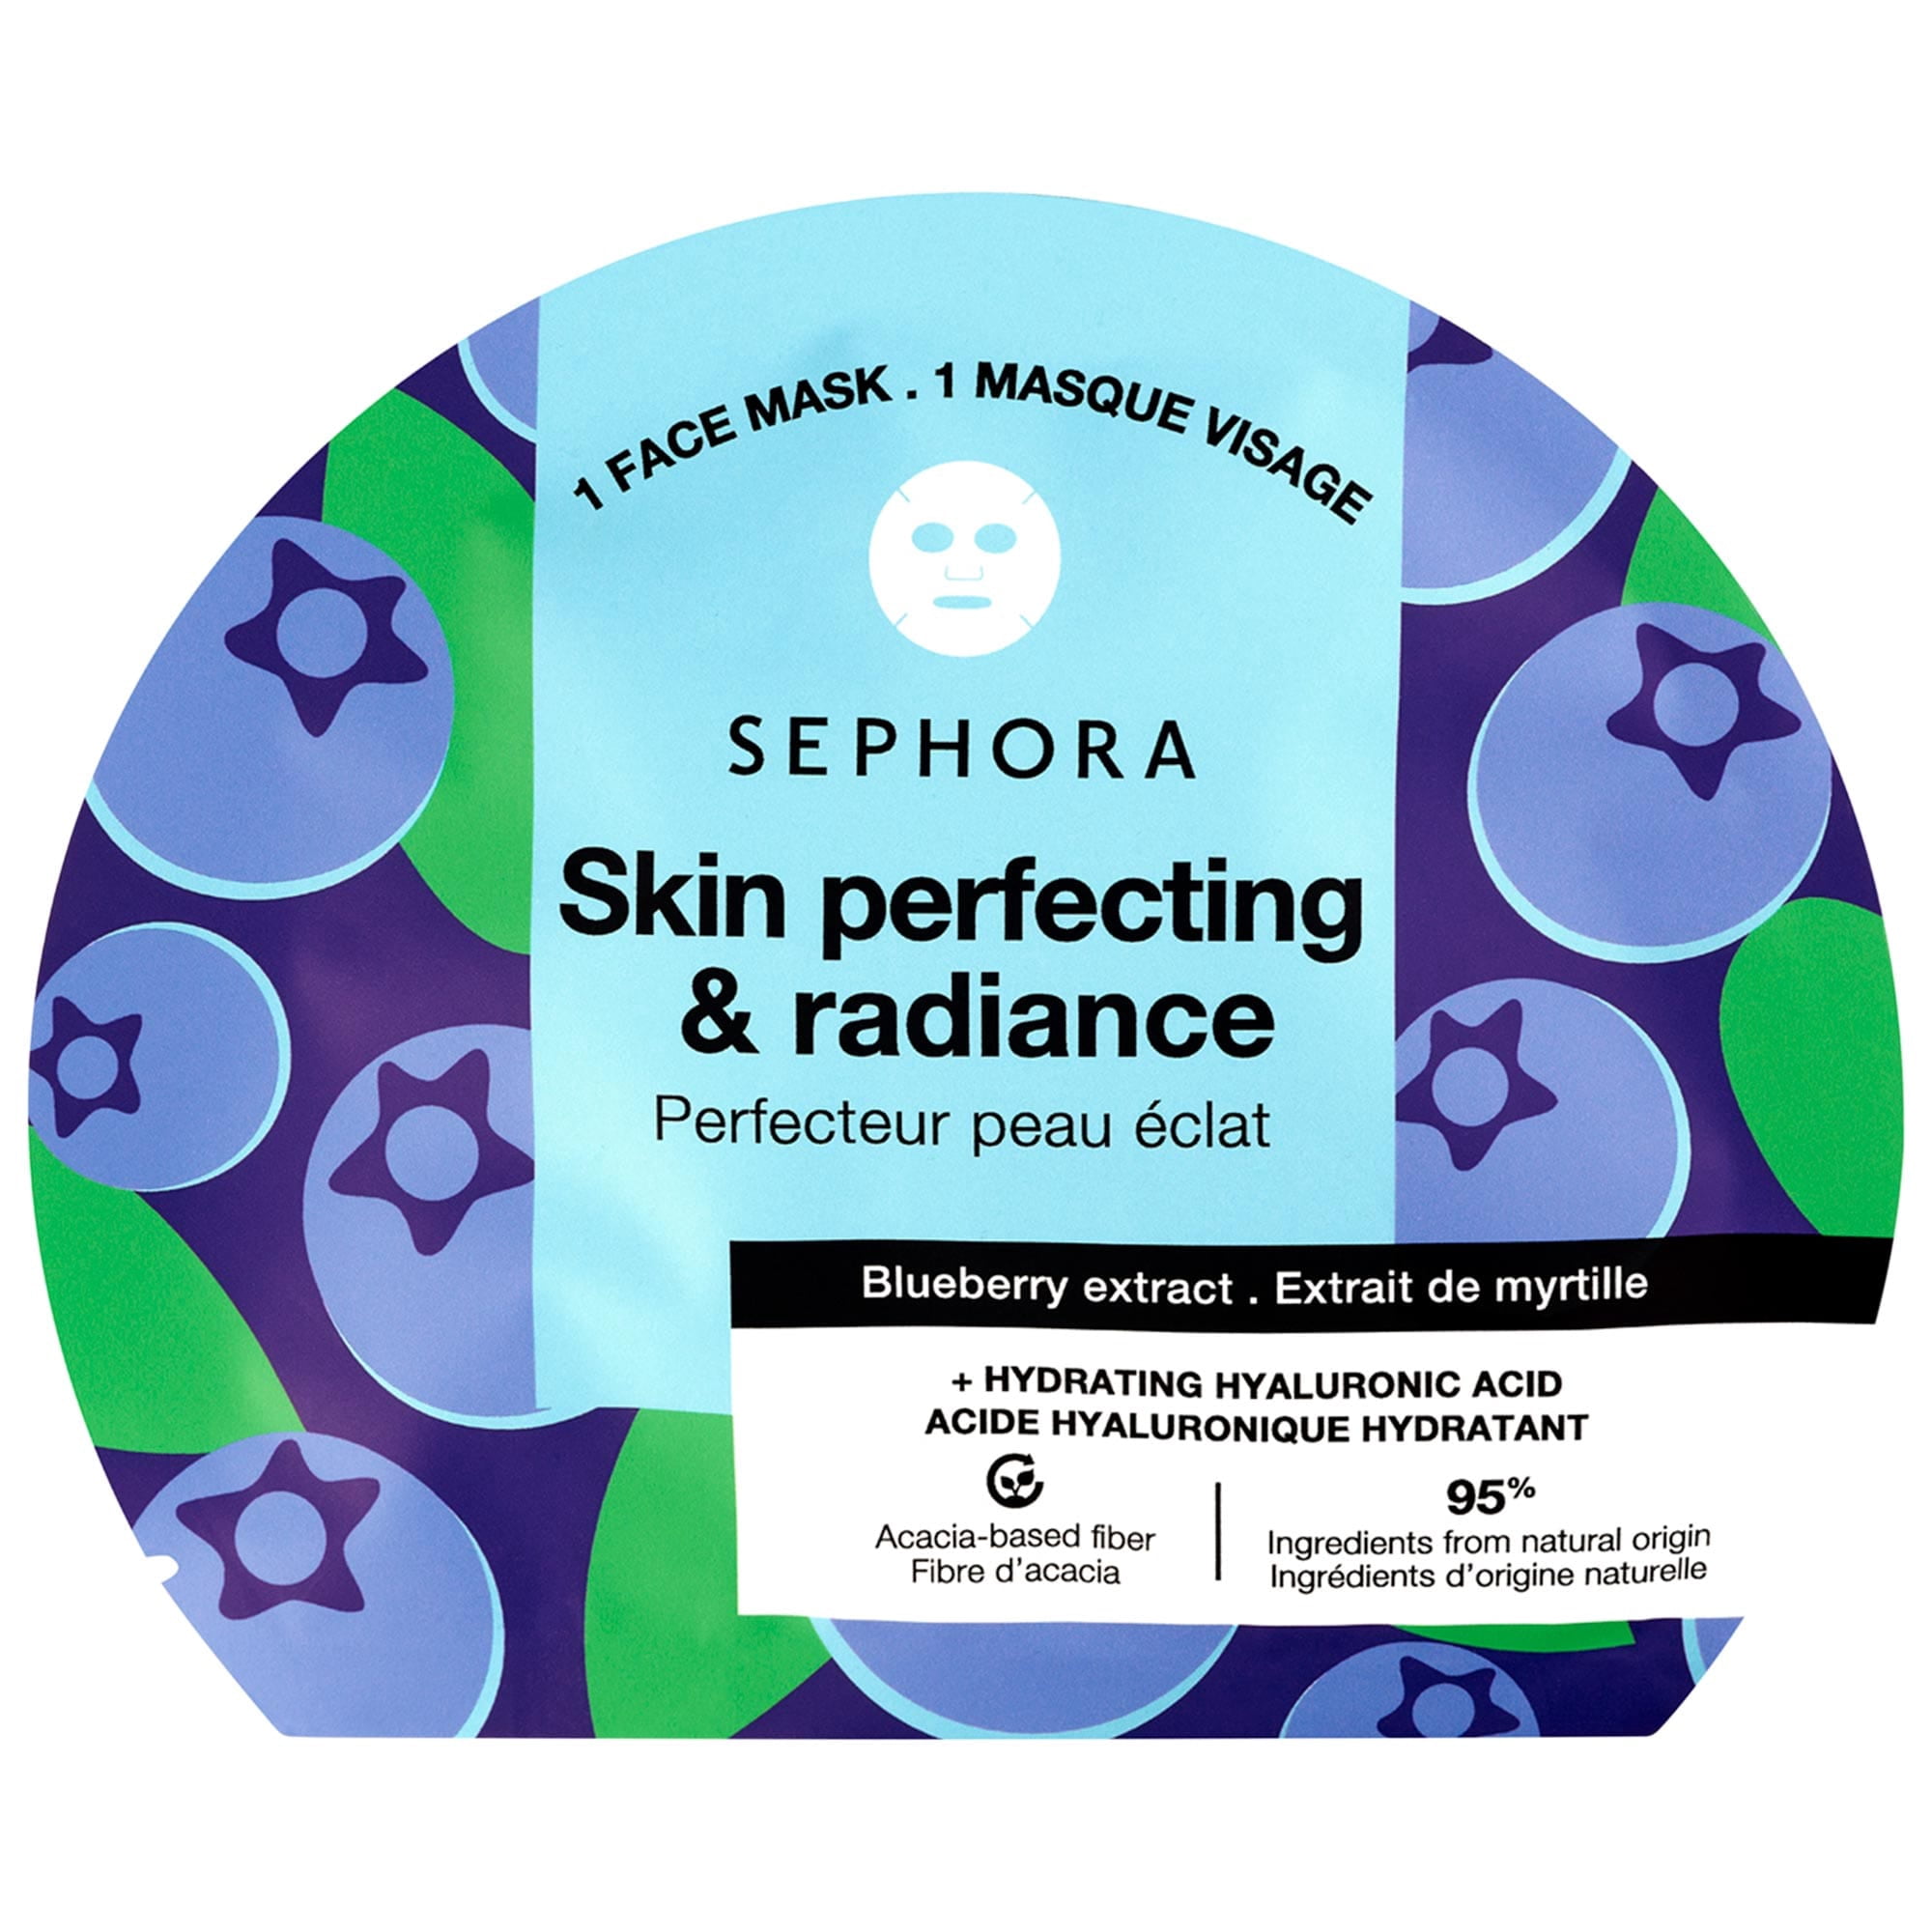 1 FACE MASK . 1 MASQUE VISAGE
SEPHORA
Skin perfecting
& radiance
Perfecteur peau éclat
Blueberry extract . Extrait de myrtille
+ HYDRATING HYALURONIC ACID
ACIDE HYALURONIQUE HYDRATANT
Acacia-based fiber
Fibre d'acacia
95%
Ingredients from natural origin
Ingrédients d'origine naturelle